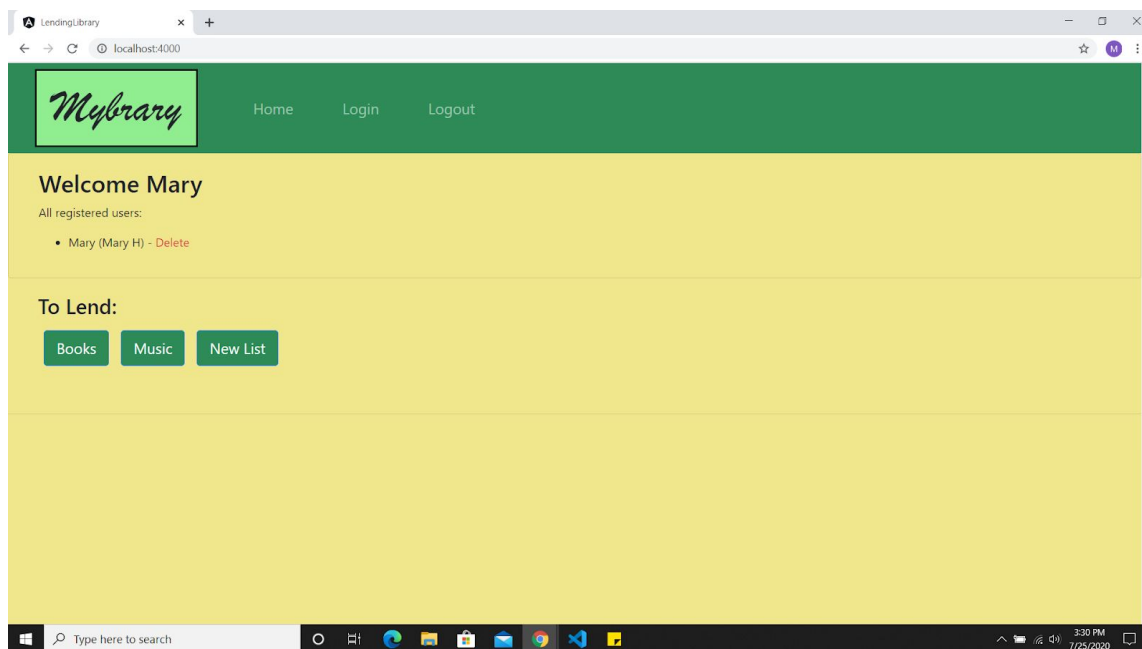 LendingLibrary
localhost:4000
M
Mybrary
Home Login Logout
Welcome Mary
All registered users:
• Mary (Mary H) - Delete
To Lend:
Books Music New List
Type here to search
3:30 PM
7/25/2020